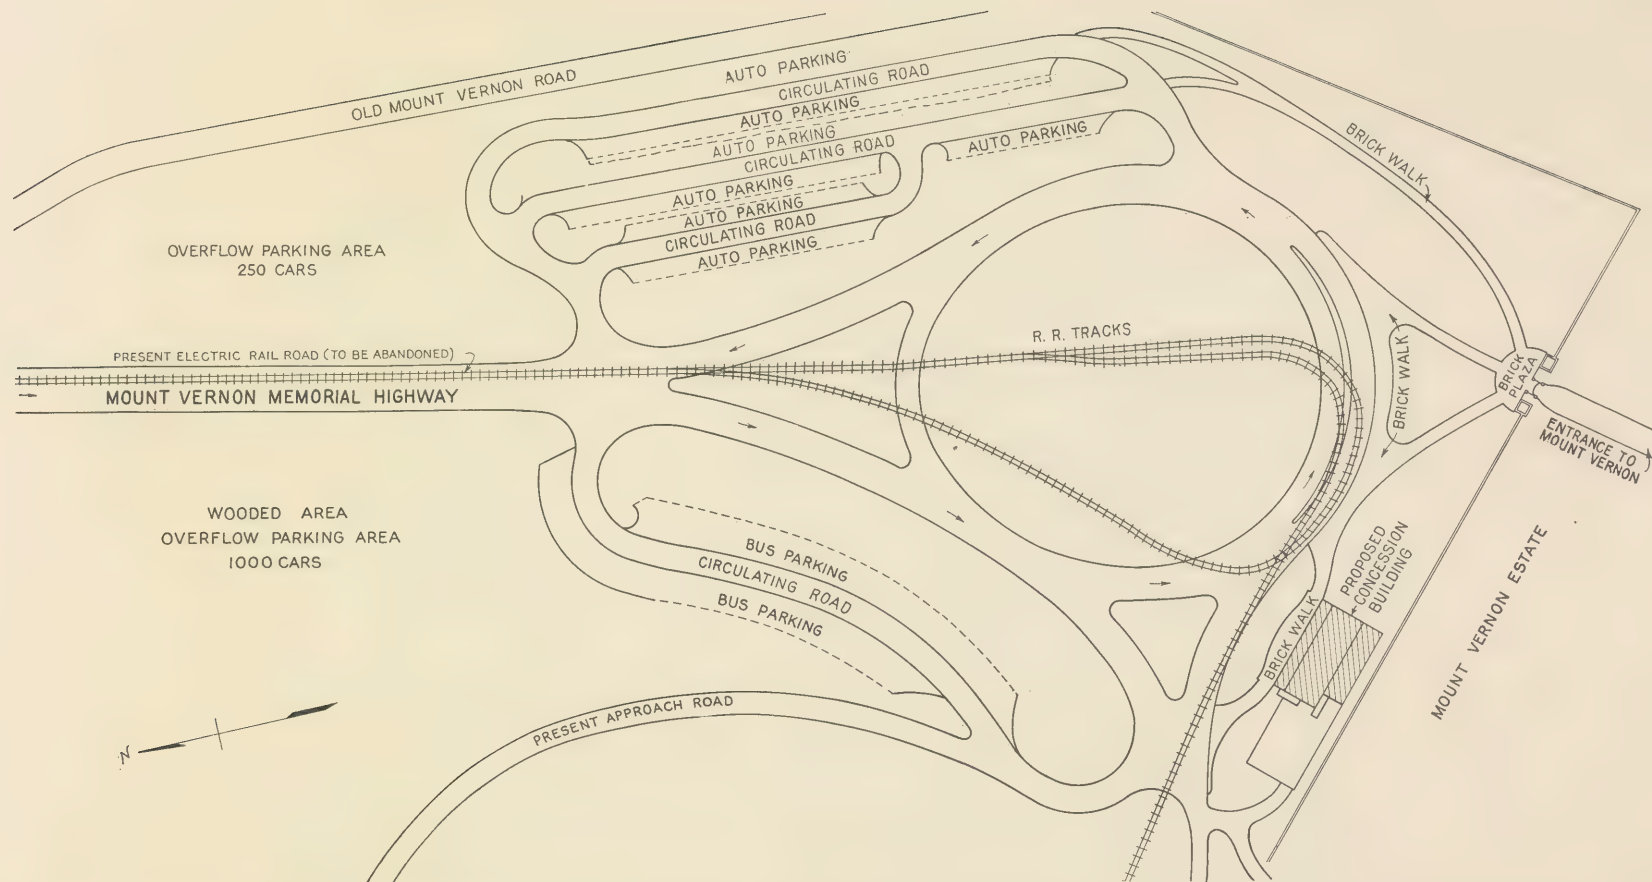 OLD MOUNT VERNON ROAD
AUTO PARKING
CIRCULATING ROAD
AUTO PARKING
AUTO PARKING
CIRCULATING ROAD
AUTO PARKING
AUTO PARKING
AUTO PARKING
CIRCULATING ROAD
AUTO PARKING
BRICK WALK
OVERFLOW PARKING AREA
250 CARS
PRESENT ELECTRIC RAIL ROAD (TO BE ABANDONED)
MOUNT VERNON MEMORIAL HIGHWAY
R. R. TRACKS
BRICK WALK
BRICK
PLAZA
ENTRANCE TO
MOUNT VERNON
WOODED AREA
OVERFLOW PARKING AREA
1000 CARS
BUS PARKING
CIRCULATING ROAD
BUS PARKING
PROPOSED
CONCESSION
BUILDING
BRICK WALK
MOUNT VERNON ESTATE
PRESENT APPROACH ROAD
N